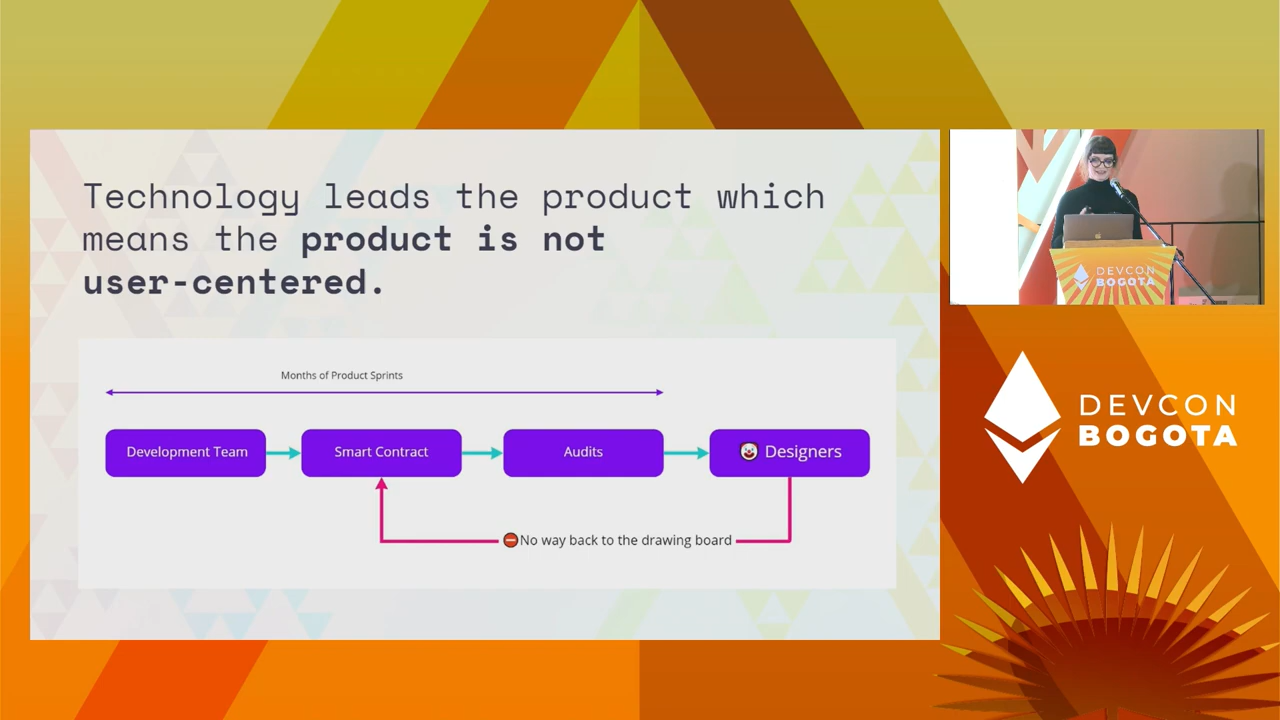 Technology leads the product which
means the product is not
user-centered.
Months of Product Sprints
Development Team
Smart Contract
Audits
🤡 Designers
⛔No way back to the drawing board
DEVCON
BOGOTA
DEVCON
BOGOTA